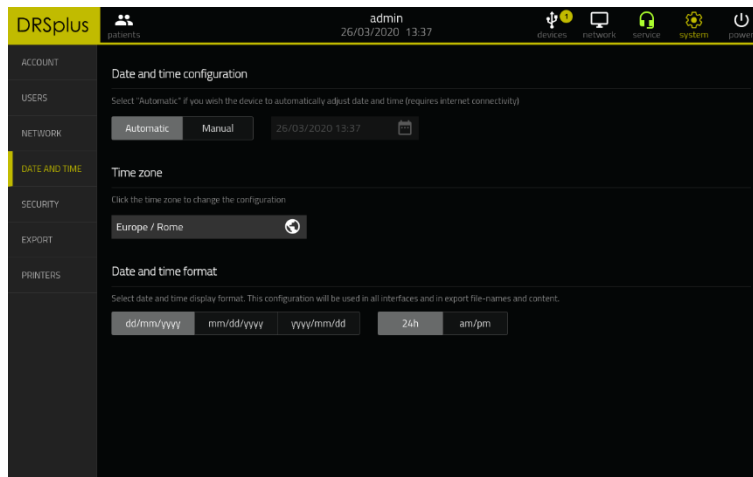 DRSplus
patients
admin
26/03/2020 13:37
devices
1
network
service
system
power
ACCOUNT
USERS
NETWORK
DATE AND TIME
SECURITY
EXPORT
PRINTERS
Date and time configuration
Select "Automatic" if you wish the device to automatically adjust date and time (requires internet connectivity)
Automatic Manual 26/03/2020 13:37
Time zone
Click the time zone to change the configuration
Europe / Rome
Date and time format
Select date and time display format. This configuration will be used in all interfaces and in export file-names and content.
dd/mm/yyyy mm/dd/yyyy yyyy/mm/dd 24h am/pm